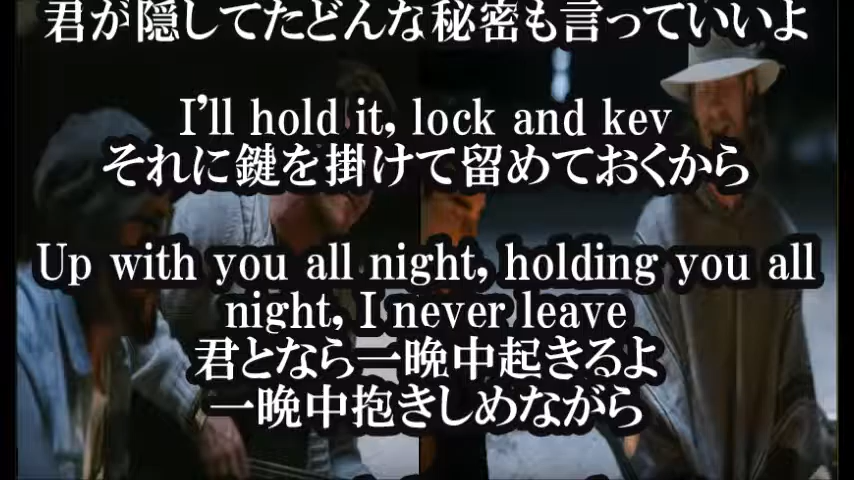 君が隠してたどんな秘密も言っていいよ
I'll hold it, lock and kev
それに鍵を掛けて留めておくから
Up with you all night, holding you all
night, I never leave
君となら一晩中起きるよ
一晩中抱きしめながら